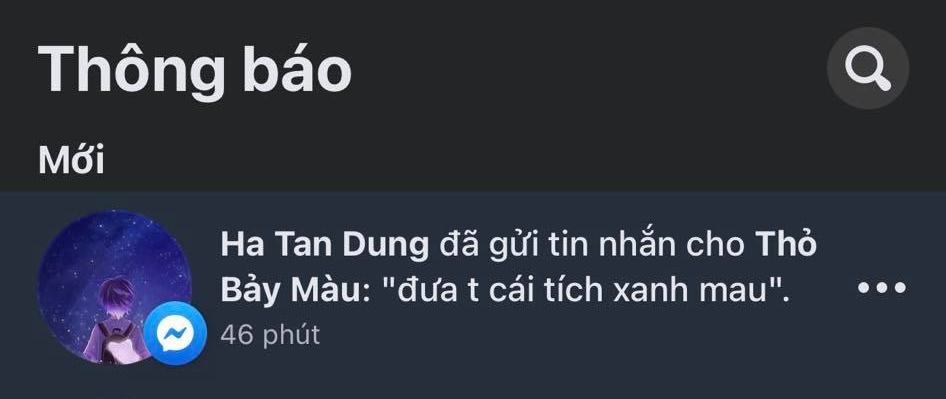 Thông báo
Mới
Ha Tan Dung đã gửi tin nhắn cho Thỏ
Bảy Màu: "đưa t cái tích xanh mau".
46 phút